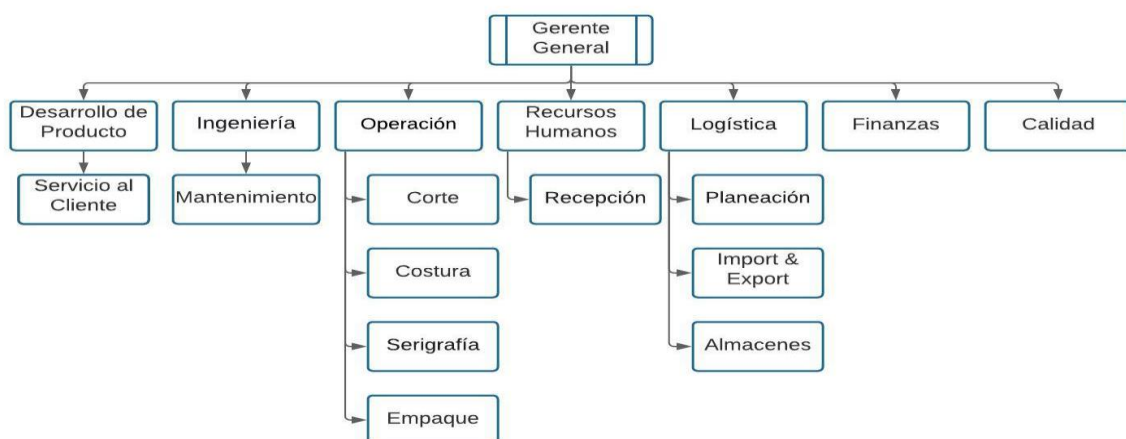 Gerente
General
Desarrollo de
Producto
Ingeniería
Operación
Recursos
Humanos
Logística
Finanzas
Calidad
Servicio al
Cliente
Mantenimiento
Corte
Recepción
Planeación
Costura
Import &
Export
Serigrafía
Almacenes
Empaque